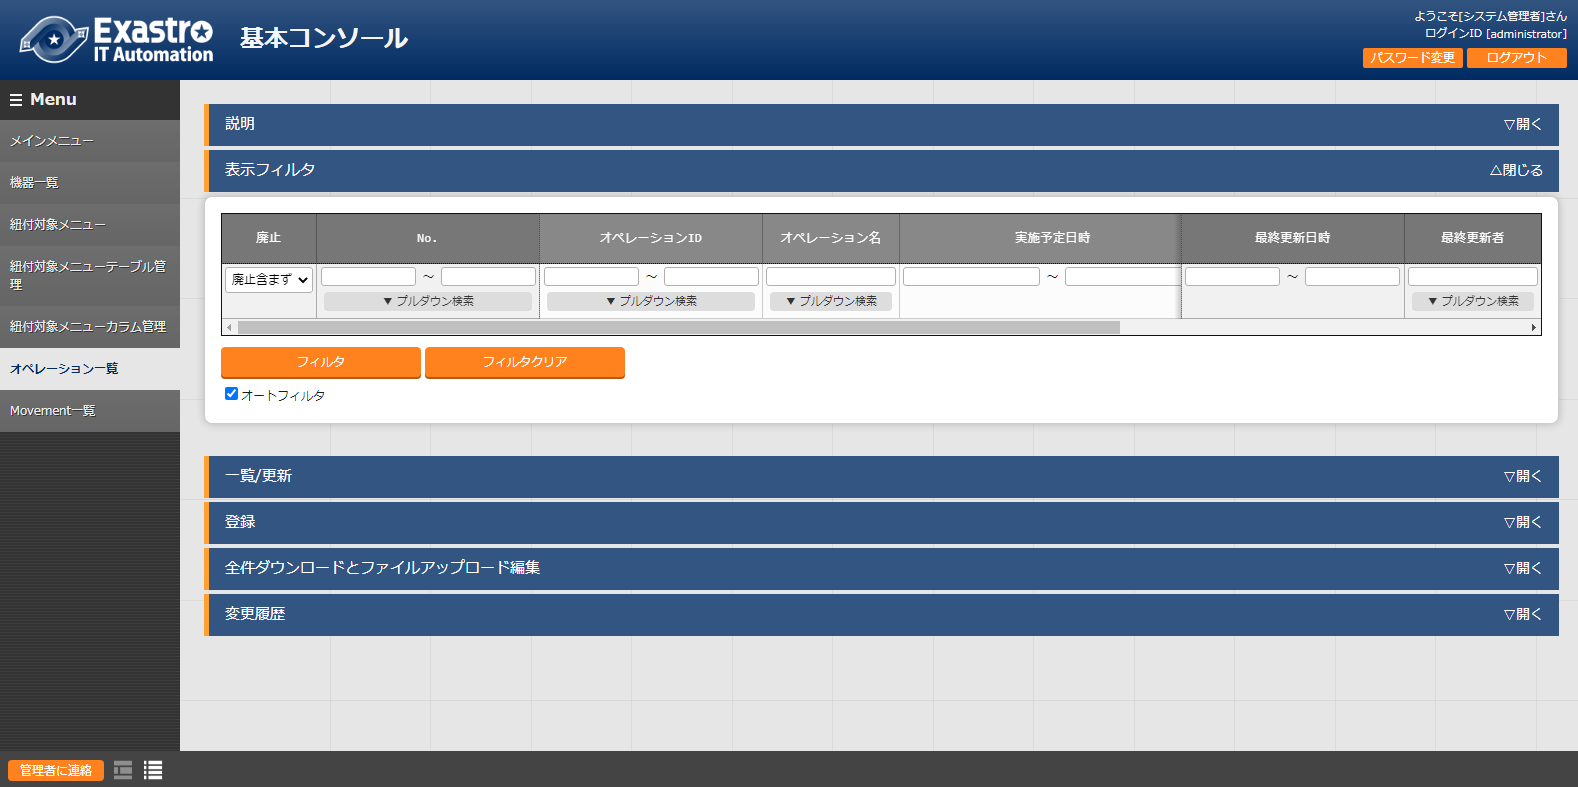 Exastro
IT Automation
基本コンソール
ようこそ[システム管理者]さん
ログインID [administrator]
パスワード変更
ログアウト
Menu
メインメニュー
機器一覧
紐付対象メニュー
紐付対象メニューテーブル管
理
紐付対象メニューカラム管理
オペレーション一覧
Movement一覧
説明
▽開く
表示フィルタ
△閉じる
廃止
No.
オペレーションID
オペレーション名
実施予定日時
最終更新日時
最終更新者
廃止含まず
～
～
～
～
▼ プルダウン検索
▼ プルダウン検索
▼ プルダウン検索
▼ プルダウン検索
フィルタ
フィルタクリア
オートフィルタ
一覧/更新
▽開く
登録
▽開く
全件ダウンロードとファイルアップロード編集
▽開く
変更履歴
▽開く
管理者に連絡